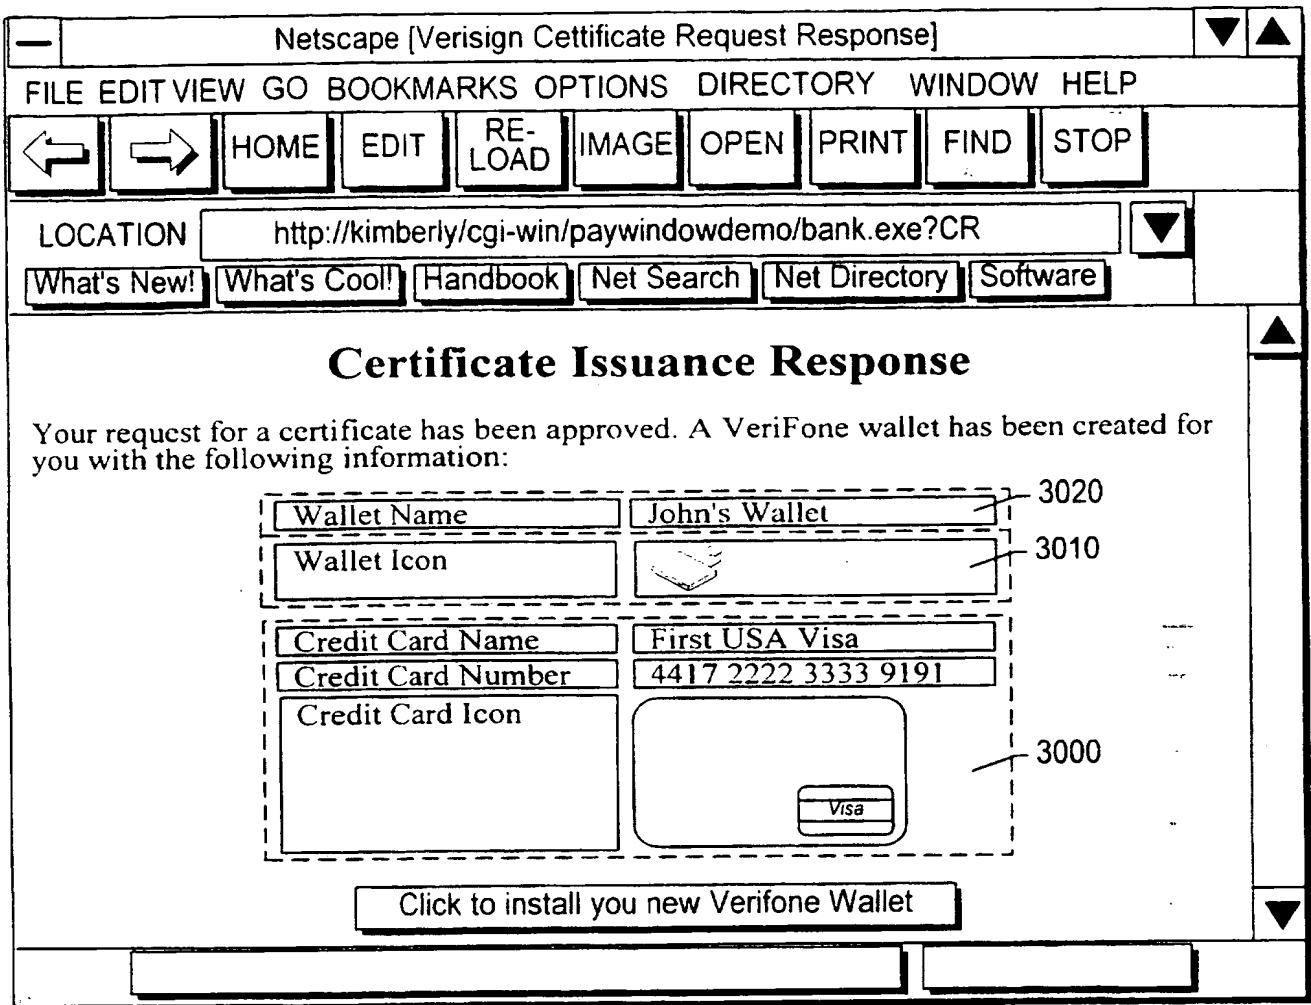 Netscape [Verisign Cettificate Request Response]
FILE EDIT VIEW GO BOOKMARKS OPTIONS DIRECTORY WINDOW HELP
HOME EDIT RE-LOAD IMAGE OPEN PRINT FIND STOP
LOCATION http://kimberly/cgi-win/paywindowdemo/bank.exe?CR
What's New! What's Cool! Handbook Net Search Net Directory Software
Certificate Issuance Response
Your request for a certificate has been approved. A VeriFone wallet has been created for
you with the following information:
Wallet Name John's Wallet 3020
Wallet Icon 3010
Credit Card Name First USA Visa
Credit Card Number 4417 2222 3333 9191
Credit Card Icon
3000
Visa
Click to install you new Verifone Wallet